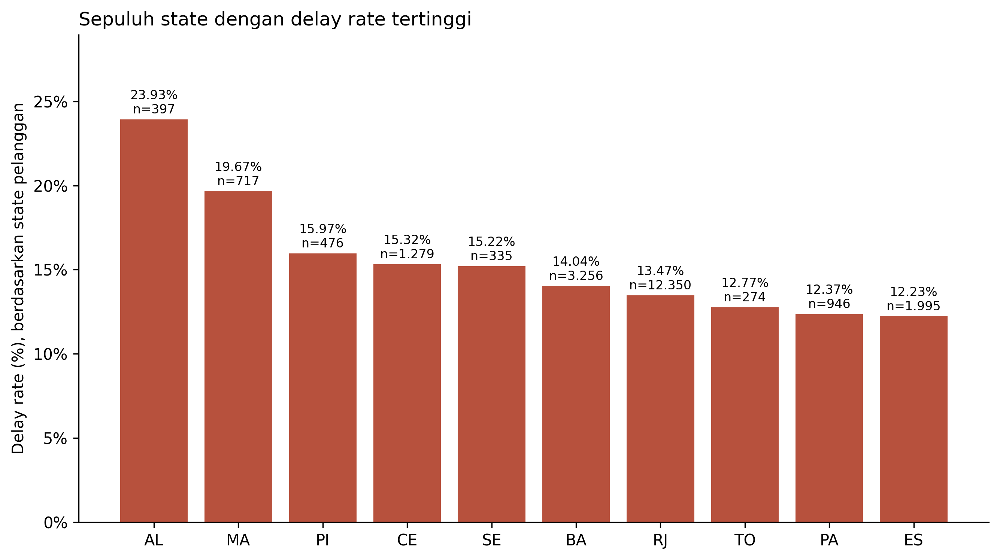 Sepuluh state dengan delay rate tertinggi
Delay rate (%), berdasarkan state pelanggan
25%
20%
15%
10%
5%
0%
23.93%
n=397
19.67%
n=717
15.97%
n=476
15.32%
n=1.279
15.22%
n=335
14.04%
n=3.256
13.47%
n=12.350
12.77%
n=274
12.37%
n=946
12.23%
n=1.995
AL MA PI CE SE BA RJ TO PA ES